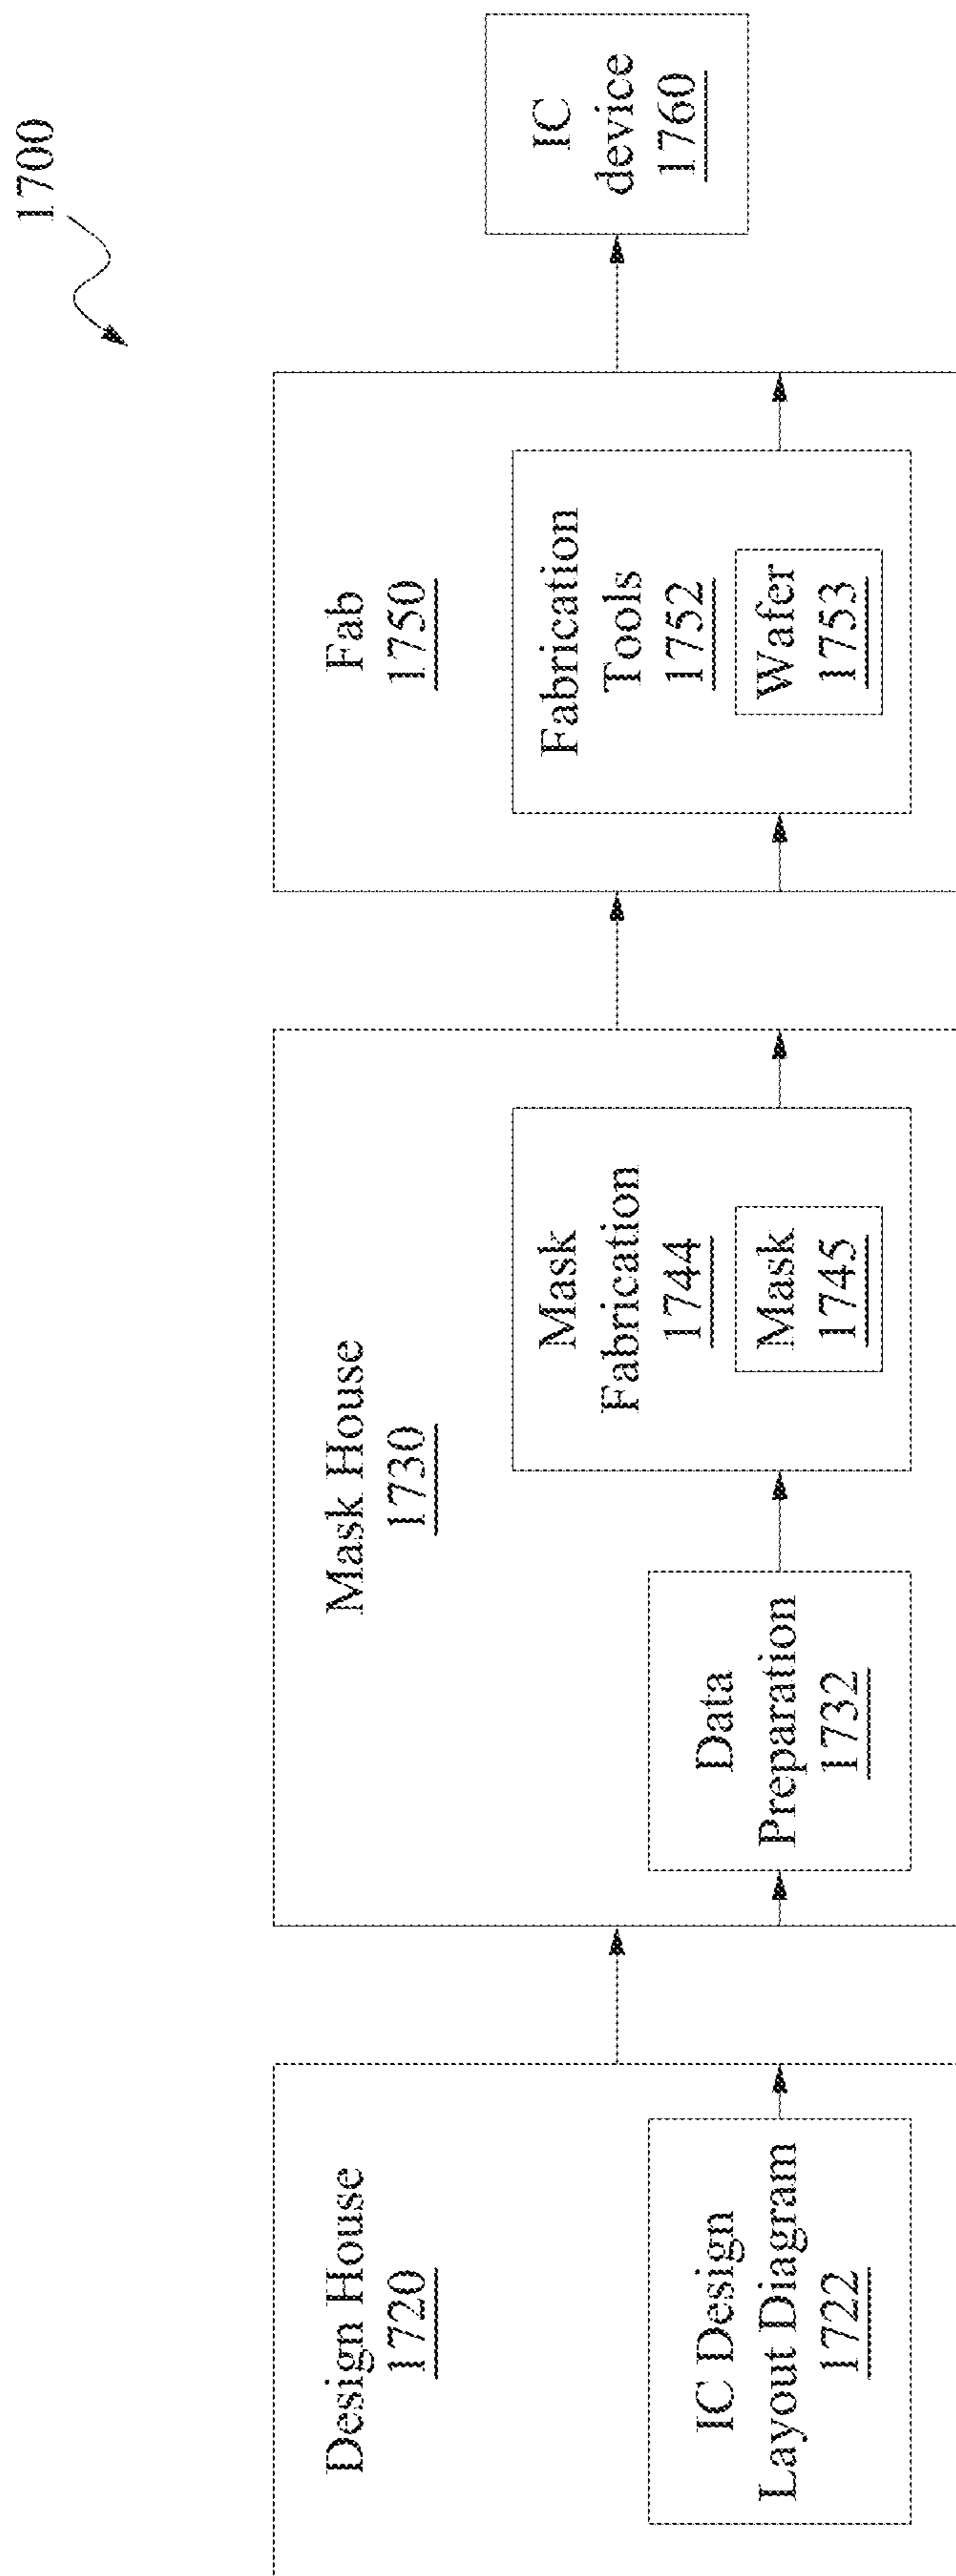 1700
Design House
1720
IC Design
Layout Diagram
1722
Mask House
1730
Data
Preparation
1732
Mask
Fabrication
1744
Mask
1745
Fab
1750
Fabrication
Tools
1752
Wafer
1753
IC
device
1760